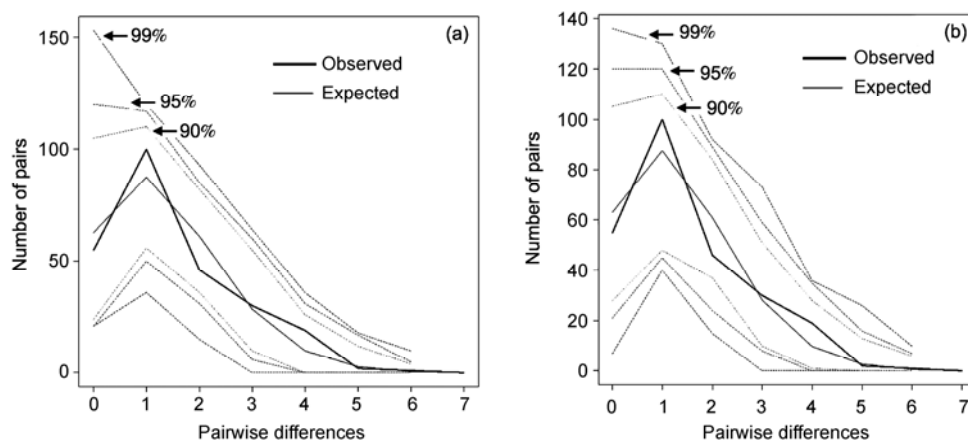 (a)
150
100
50
0
99%
95%
90%
Observed
Expected
Number of pairs
0 1 2 3 4 5 6 7
Pairwise differences
(b)
140
120
100
80
60
40
20
0
99%
95%
90%
Observed
Expected
Number of pairs
0 1 2 3 4 5 6 7
Pairwise differences